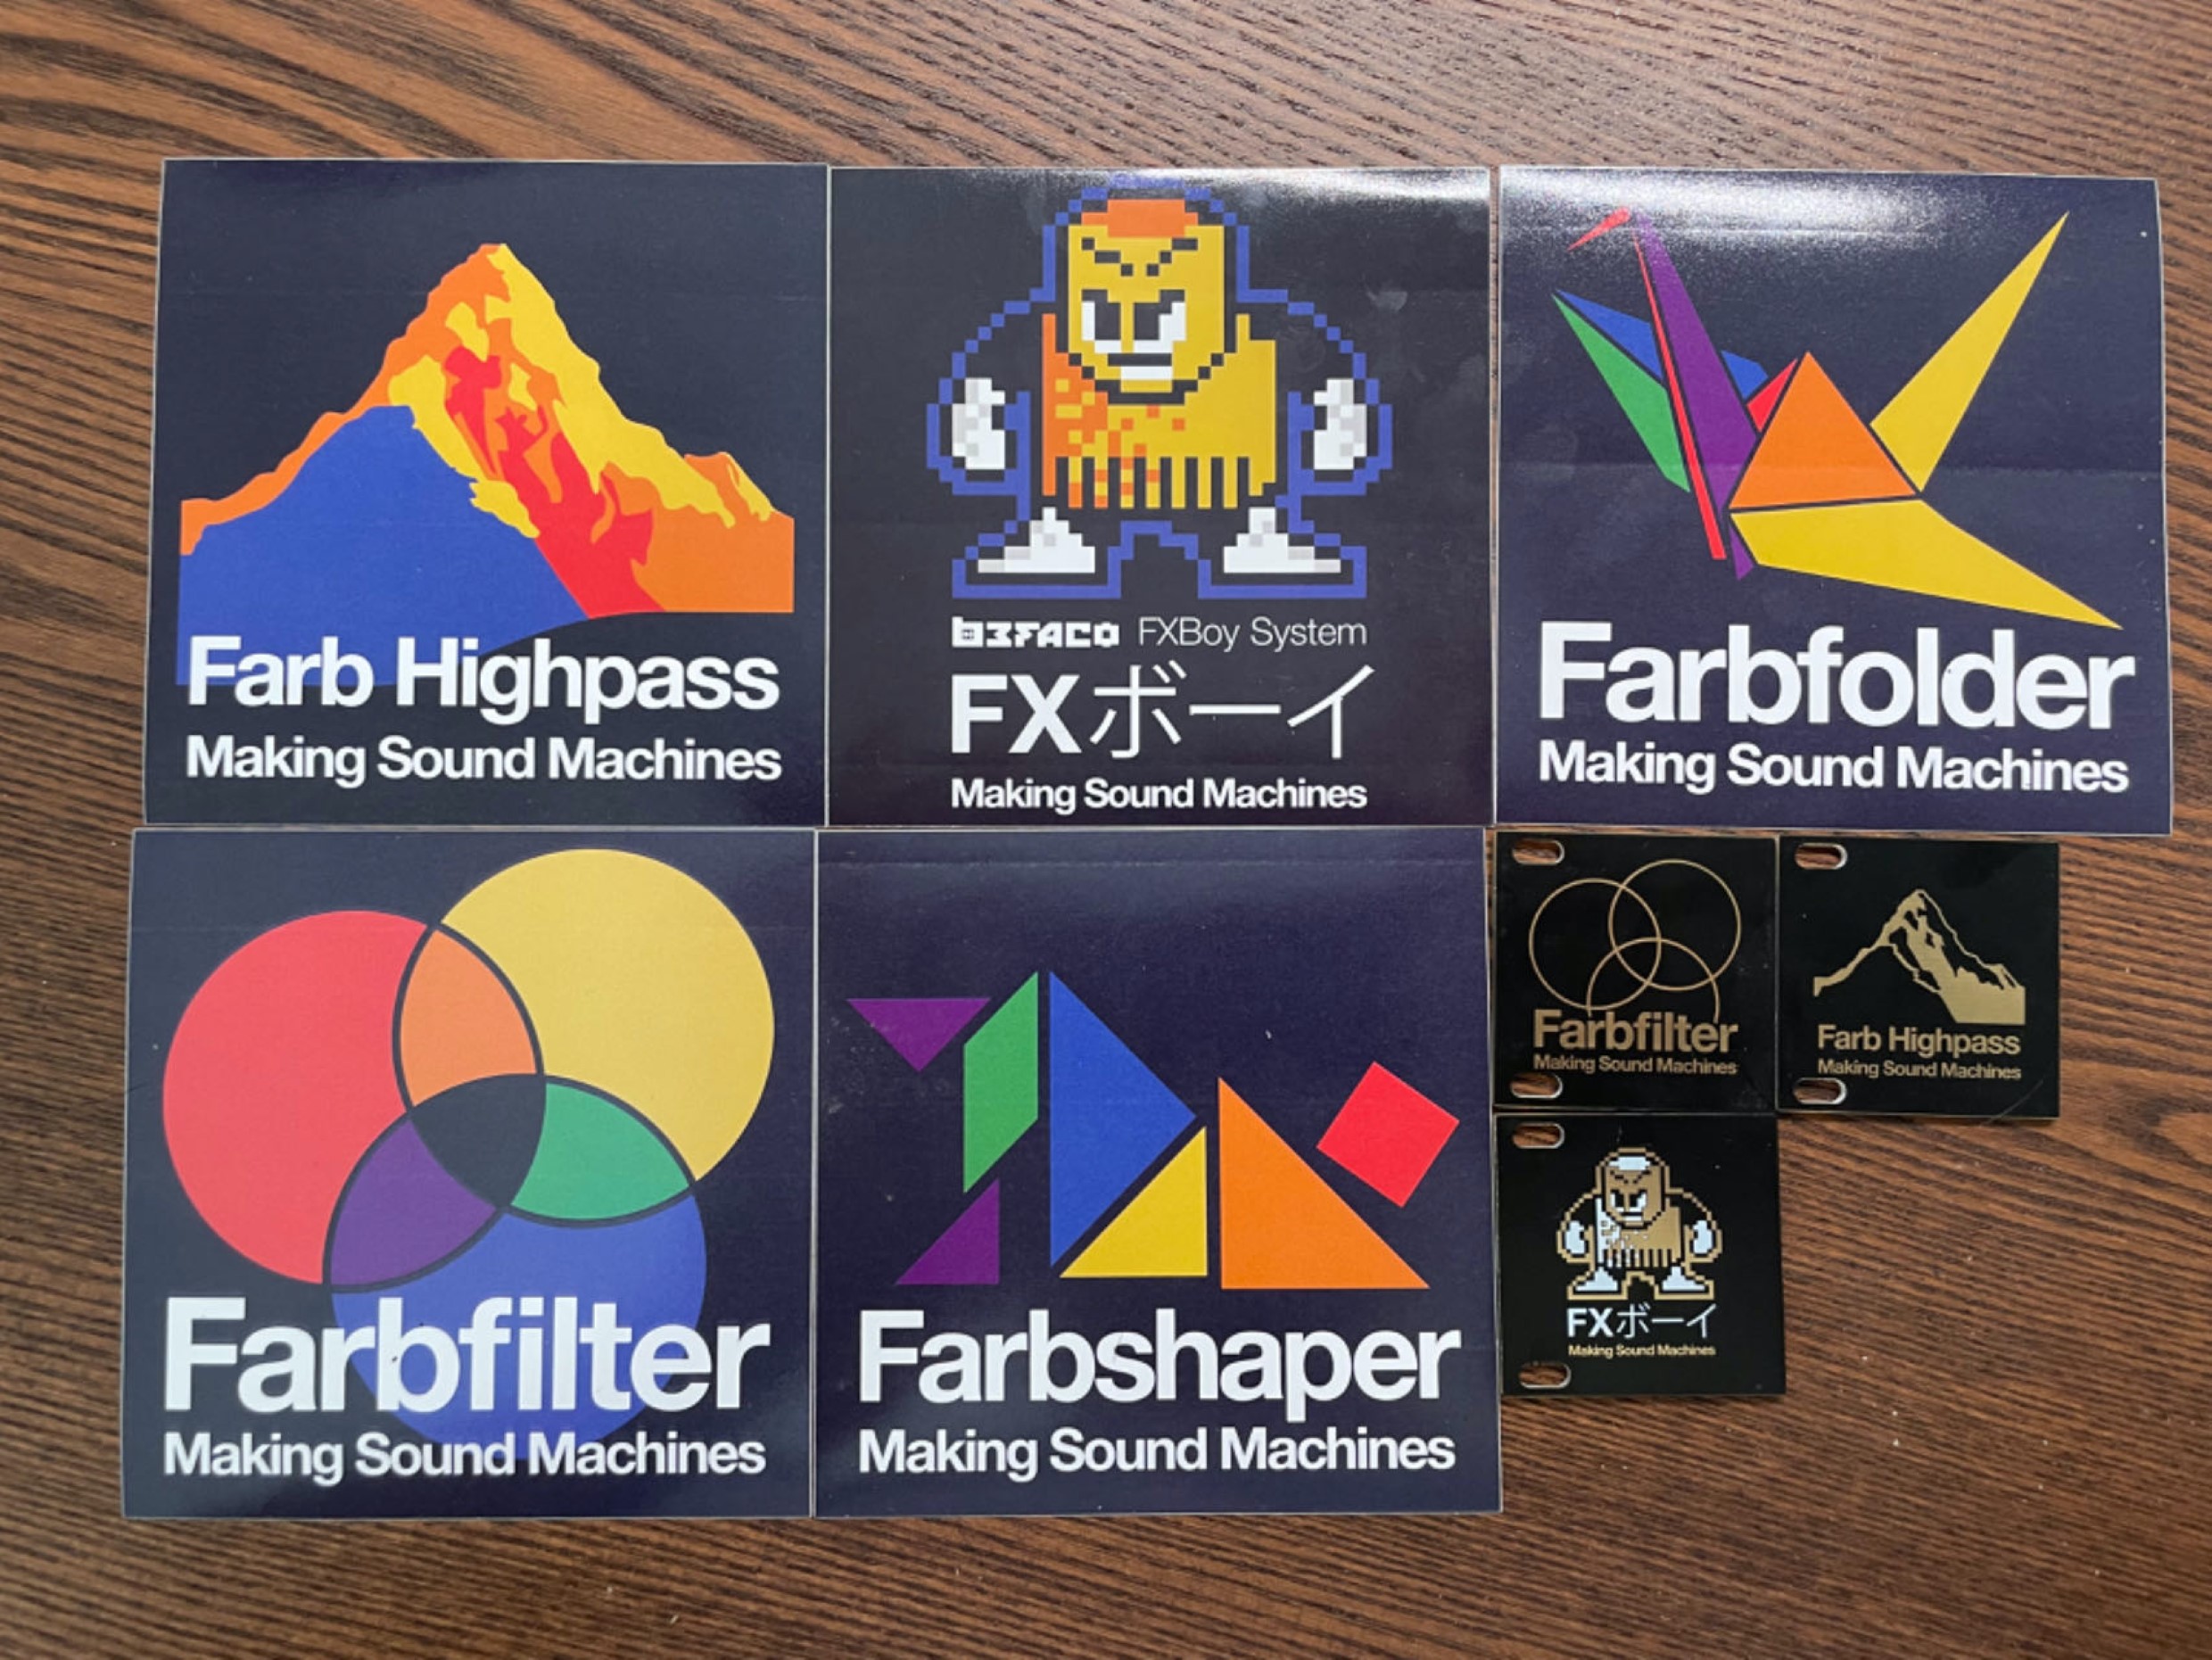 Farb Highpass
Making Sound Machines
BEFACO FXBoy System
FXボーイ
Making Sound Machines
Farbfolder
Making Sound Machines
Farbfilter
Making Sound Machines
Farbshaper
Making Sound Machines
Farbfilter
Making Sound Machines
Farb Highpass
Making Sound Machines
FXボーイ
Making Sound Machines